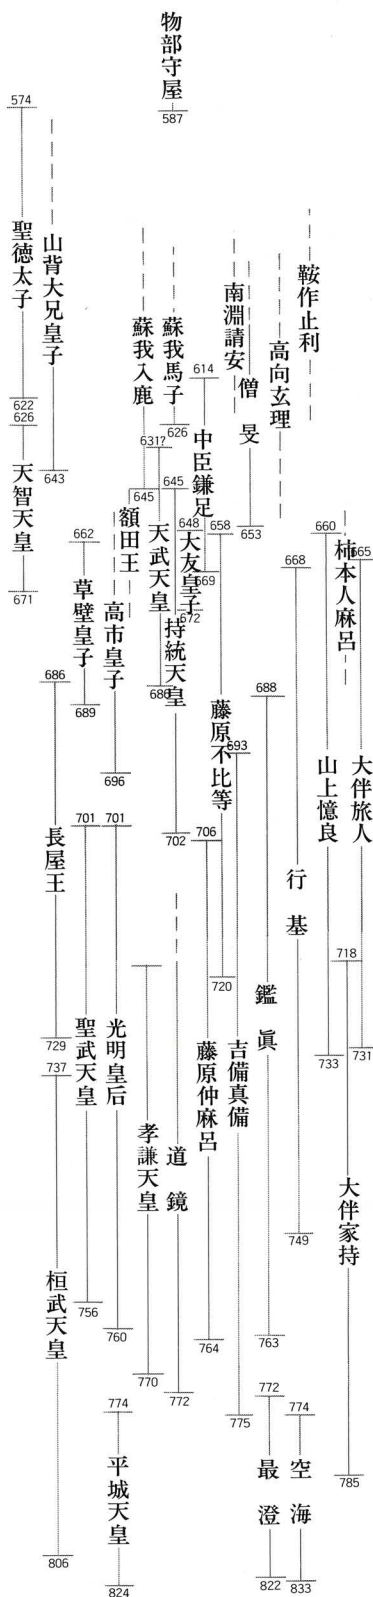 物部守屋
587
574
聖徳太子
622
山背大兄皇子
643
蘇我入鹿
645
蘇我馬子
626
南淵請安
僧旻
653
高向玄理
鞍作止利
626
天智天皇
671
614
中臣鎌足
669
631?
天武天皇
686
645
持統天皇
702
648
大友皇子
672
額田王
662
草壁皇子
689
高市皇子
696
658
藤原不比等
720
660
山上憶良
733
柿本人麻呂
665
大伴旅人
731
668
行基
749
686
長屋王
729
688
鑑眞
763
693
吉備真備
775
701
聖武天皇
756
701
光明皇后
760
706
藤原仲麻呂
764
孝謙天皇
770
道鏡
772
718
大伴家持
785
737
桓武天皇
806
774
平城天皇
824
772
最澄
822
774
空海
833